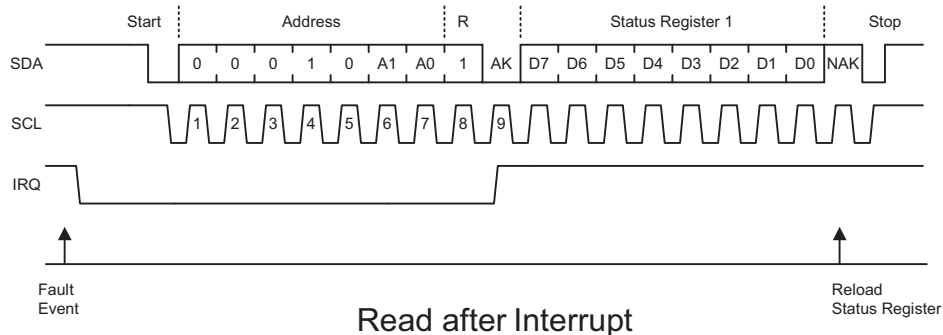 Start Address R Status Register 1 Stop
SDA 0 0 0 1 0 A1 A0 1 AK D7 D6 D5 D4 D3 D2 D1 D0 NAK
SCL 1 2 3 4 5 6 7 8 9
IRQ
Fault
Event
Reload
Status Register
Read after Interrupt